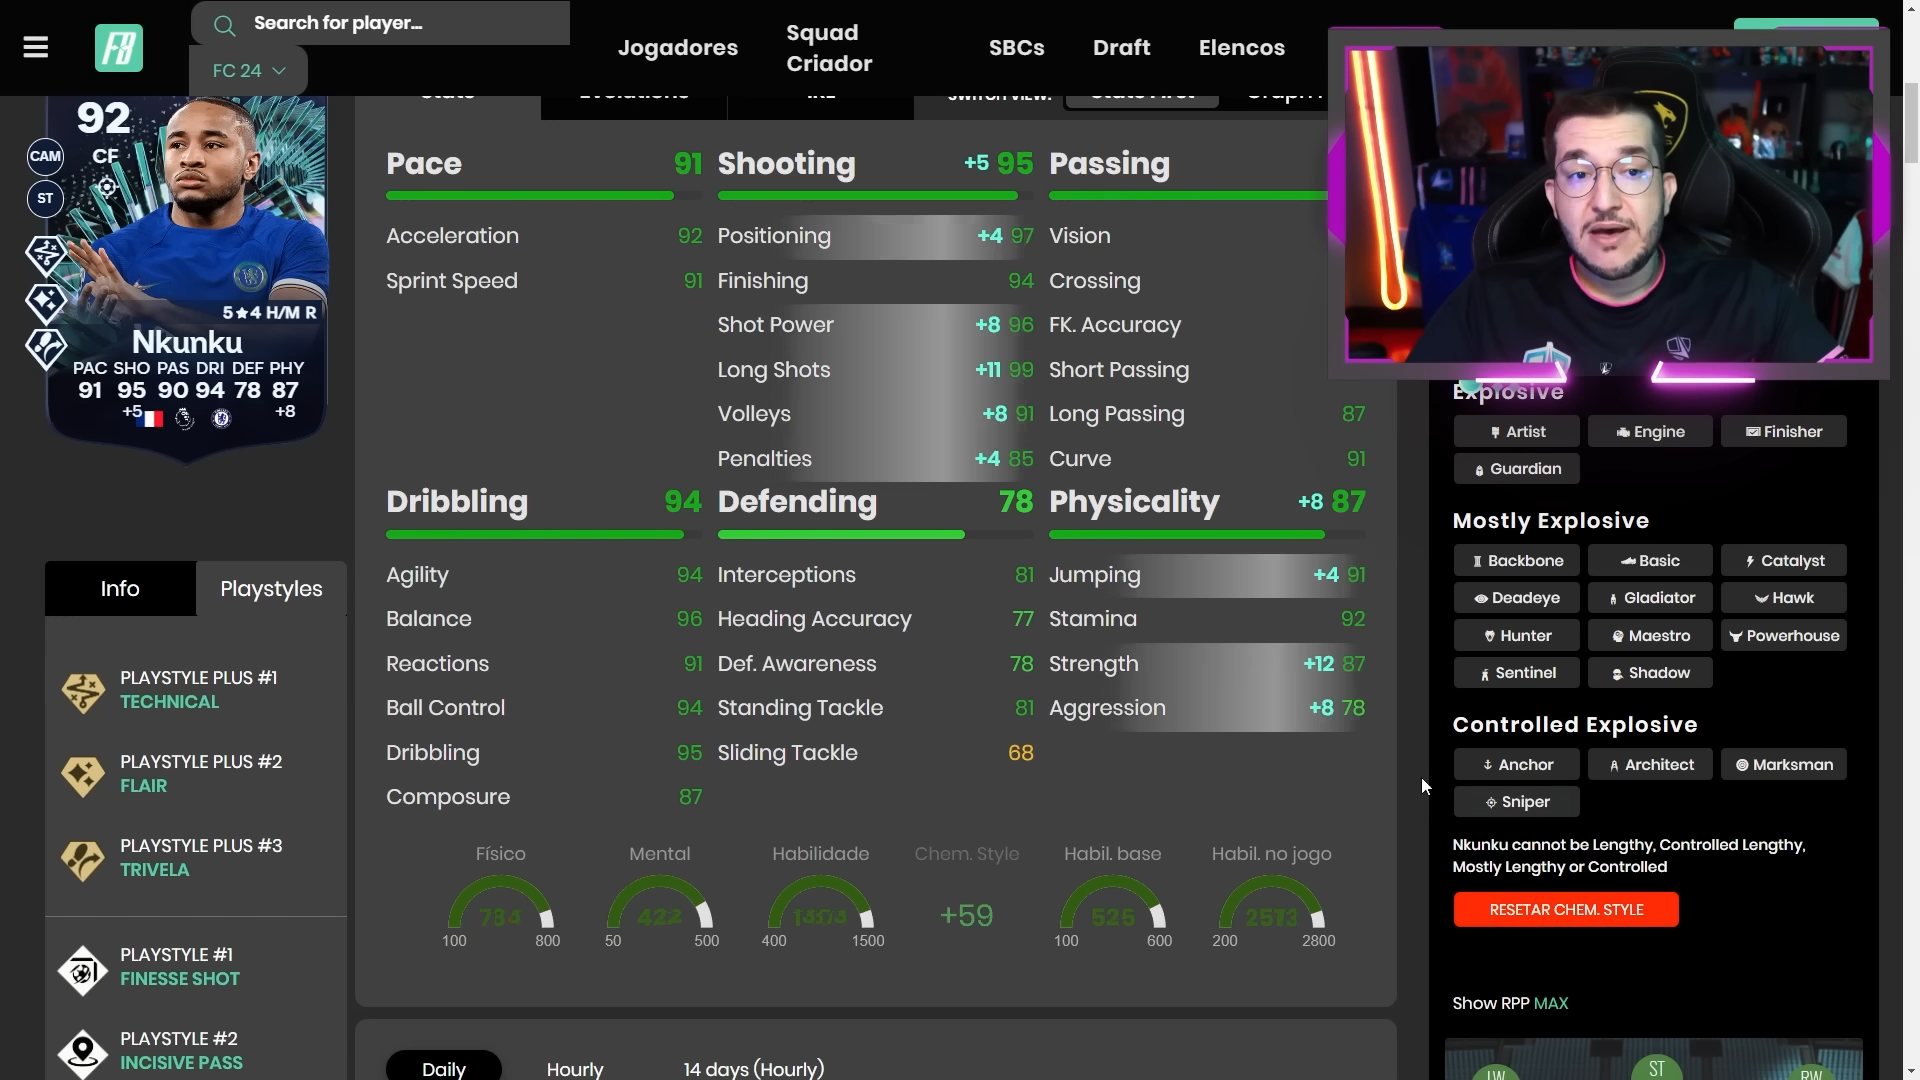 Search for player...
FC 24
Jogadores
Squad
Criador
SBCs
Draft
Elencos
92
CF
CAM
ST
5★4 H/M R
Nkunku
PAC SHO PAS DRI DEF PHY
91 95 90 94 78 87
+5 +8
Info
Playstyles
PLAYSTYLE PLUS #1
TECHNICAL
PLAYSTYLE PLUS #2
FLAIR
PLAYSTYLE PLUS #3
TRIVELA
PLAYSTYLE #1
FINESSE SHOT
PLAYSTYLE #2
INCISIVE PASS
Pace 91
Acceleration 92
Sprint Speed 91
Shooting +5 95
Positioning +4 97
Finishing 94
Shot Power +8 96
Long Shots +11 99
Volleys +8 91
Penalties +4 85
Passing
Vision
Crossing
FK. Accuracy
Short Passing
Long Passing 87
Curve 91
Dribbling 94
Agility 94
Balance 96
Reactions 91
Ball Control 94
Dribbling 95
Composure 87
Defending 78
Interceptions 81
Heading Accuracy 77
Def. Awareness 78
Standing Tackle 81
Sliding Tackle 68
Physicality +8 87
Jumping +4 91
Stamina 92
Strength +12 87
Aggression +8 78
Físico
100 800
Mental
50 500
Habilidade
400 1500
Chem. Style
+59
Habil. base
100 600
Habil. no jogo
200 2800
Daily
Hourly
14 days (Hourly)
Explosive
Artist
Engine
Finisher
Guardian
Mostly Explosive
Backbone
Basic
Catalyst
Deadeye
Gladiator
Hawk
Hunter
Maestro
Powerhouse
Sentinel
Shadow
Controlled Explosive
Anchor
Architect
Marksman
Sniper
Nkunku cannot be Lengthy, Controlled Lengthy,
Mostly Lengthy or Controlled
RESETAR CHEM. STYLE
Show RPP MAX
LW
ST
RW